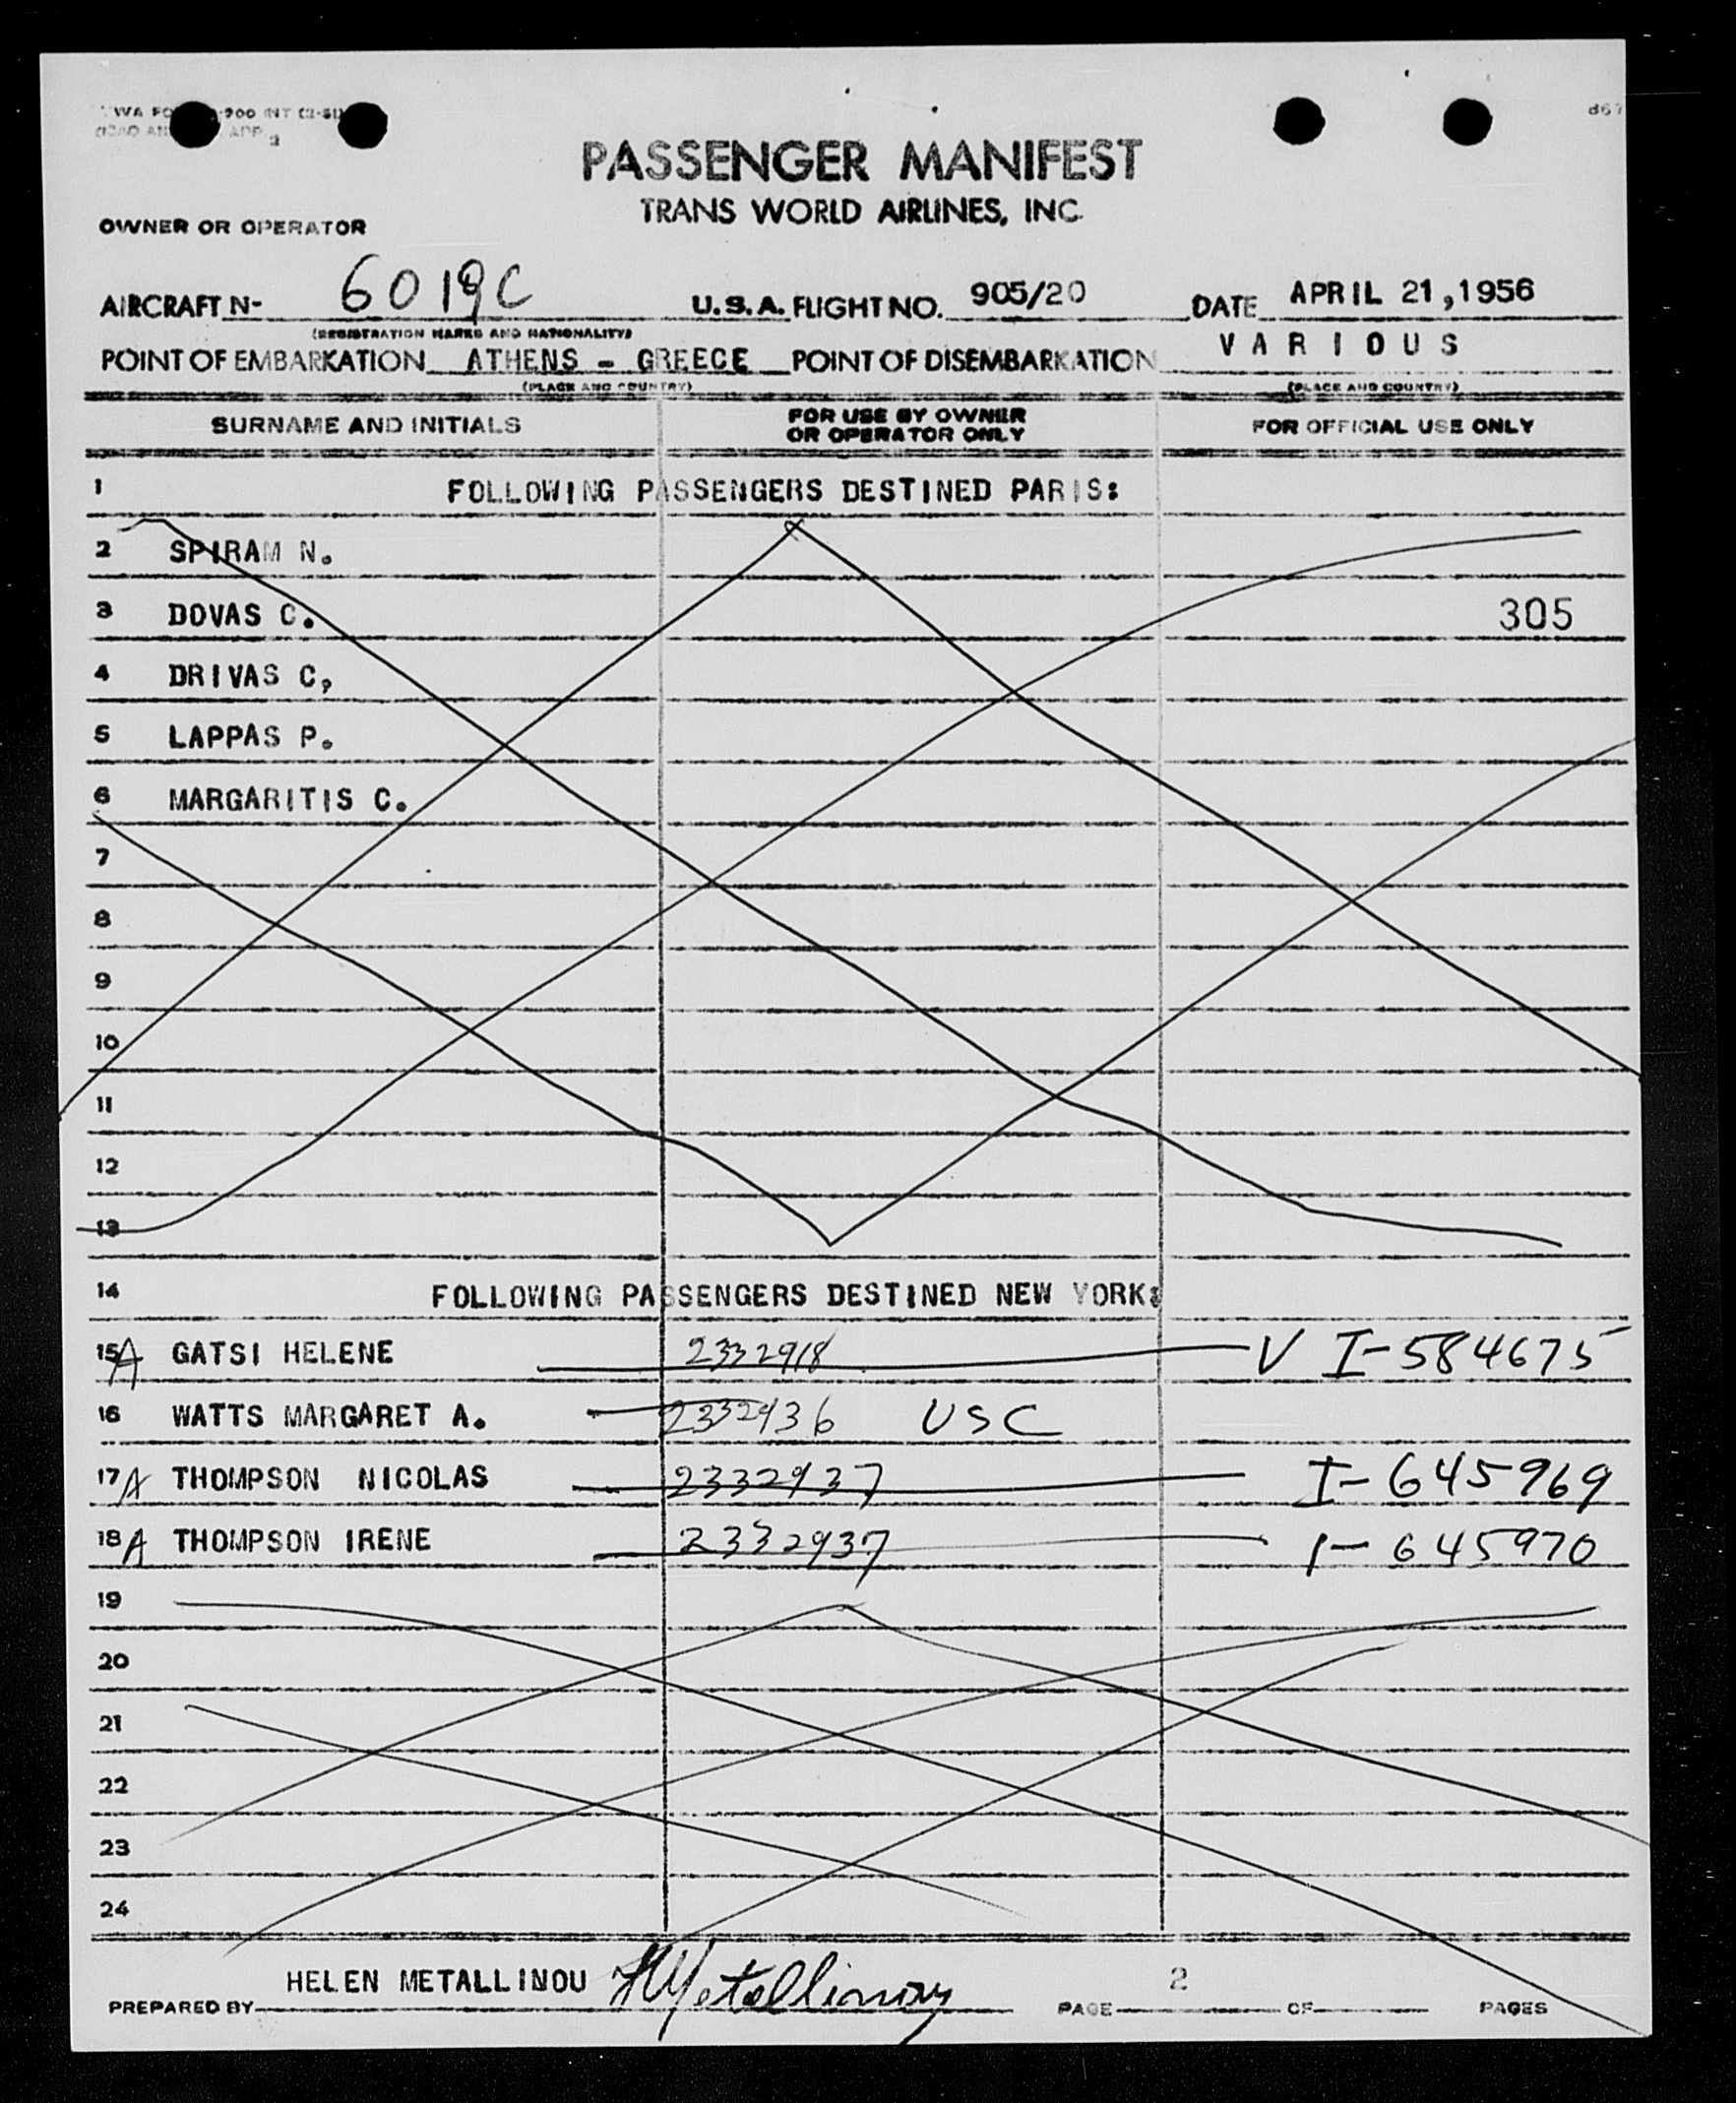 PASSENGER MANIFEST
TRANS WORLD AIRLINES, INC.
OWNER OR OPERATOR
AIRCRAFT N- 6019C U.S.A. FLIGHT NO. 905/20 DATE APRIL 21,1956
(REGISTRATION MARKS AND NATIONALITY)
POINT OF EMBARKATION ATHENS - GREECE POINT OF DISEMBARKATION VARIOUS
(PLACE AND COUNTRY) (PLACE AND COUNTRY)
SURNAME AND INITIALS FOR USE BY OWNER OR OPERATOR ONLY FOR OFFICIAL USE ONLY
1 FOLLOWING PASSENGERS DESTINED PARIS:
2 SPIRAM N.
3 DOVAS C. 305
4 DRIVAS C,
5 LAPPAS P.
6 MARGARITIS C.
7
8
9
10
11
12
13
14 FOLLOWING PASSENGERS DESTINED NEW YORK:
15 A GATSI HELENE 2332918 V I-584675
16 WATTS MARGARET A. 2332936 USC
17 A THOMPSON NICOLAS 2332937 I-645969
18 A THOMPSON IRENE 2332937 I-645970
19
20
21
22
23
24
PREPARED BY HELEN METALLINOU HMetallinou PAGE 2 OF PAGES